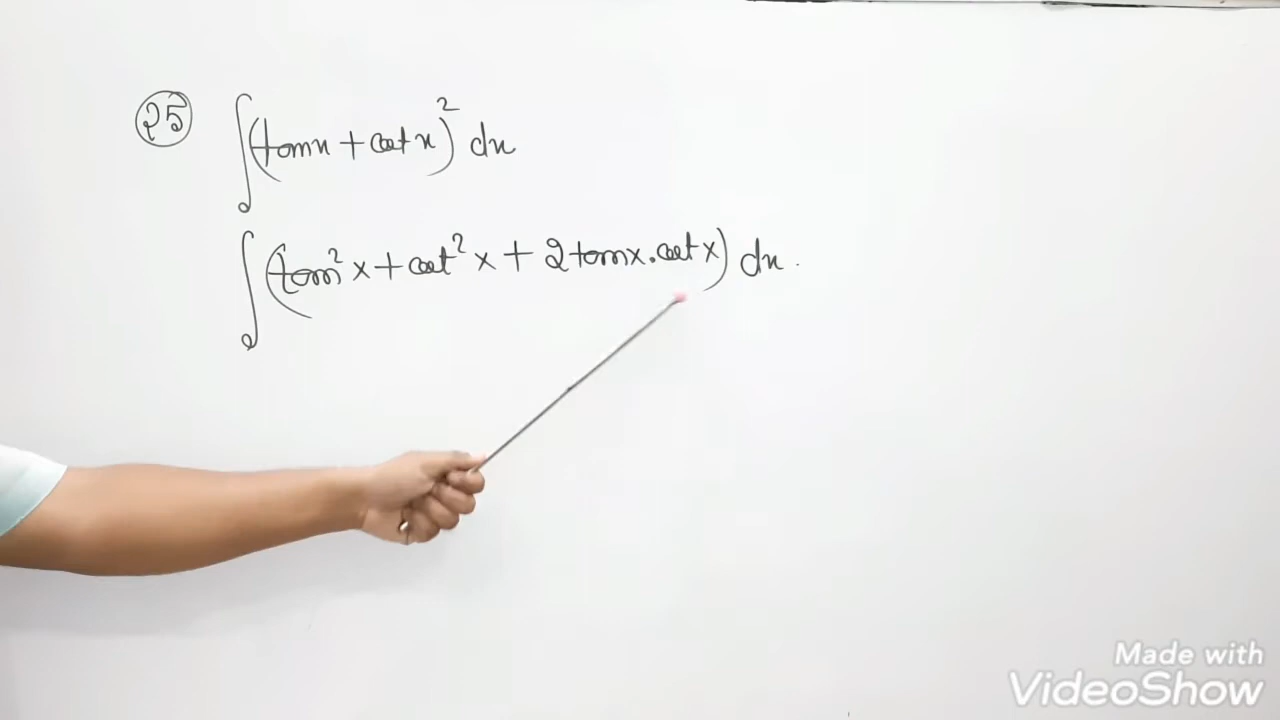 25 ∫(tanx + cotx)² dx
∫(tan²x + cot²x + 2tanx.cotx) dx.
Made with
VideoShow